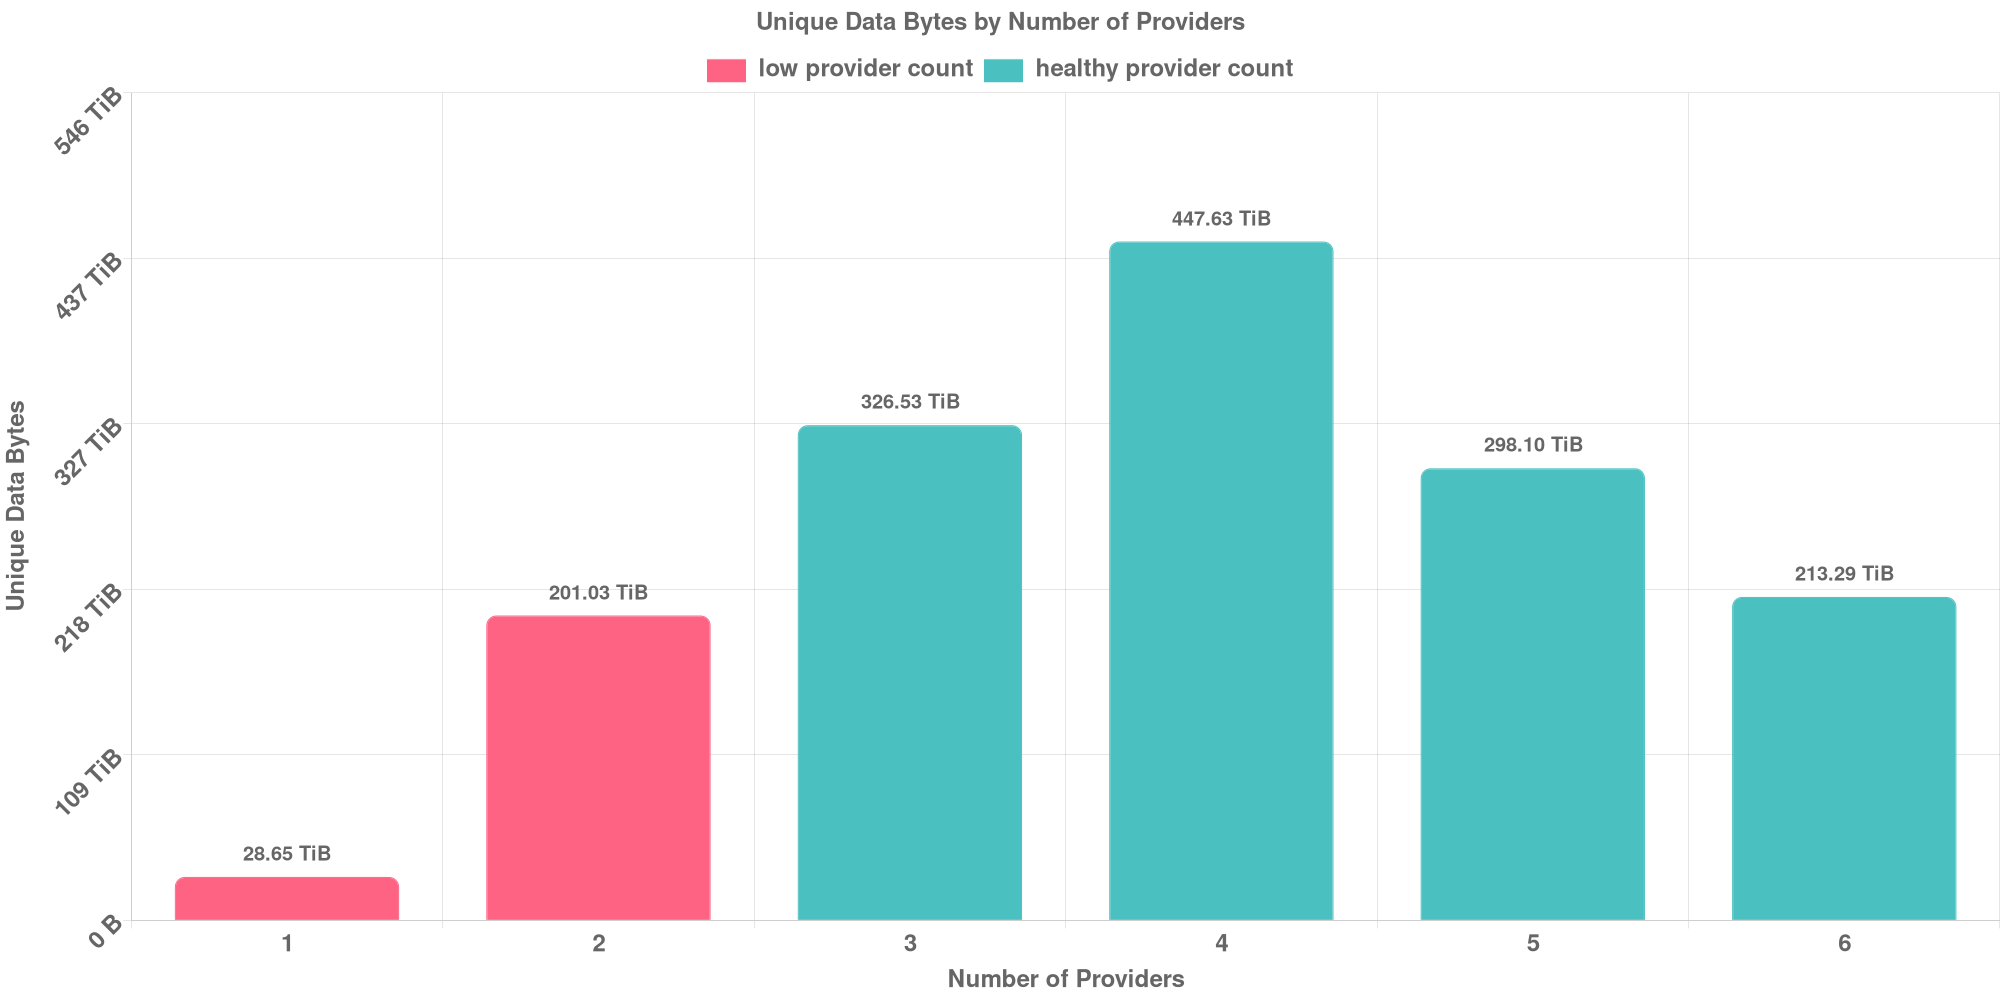 Unique Data Bytes by Number of Providers
low provider count
healthy provider count
546 TiB
437 TiB
327 TiB
218 TiB
109 TiB
0 B
Unique Data Bytes
28.65 TiB
201.03 TiB
326.53 TiB
447.63 TiB
298.10 TiB
213.29 TiB
1
2
3
4
5
6
Number of Providers